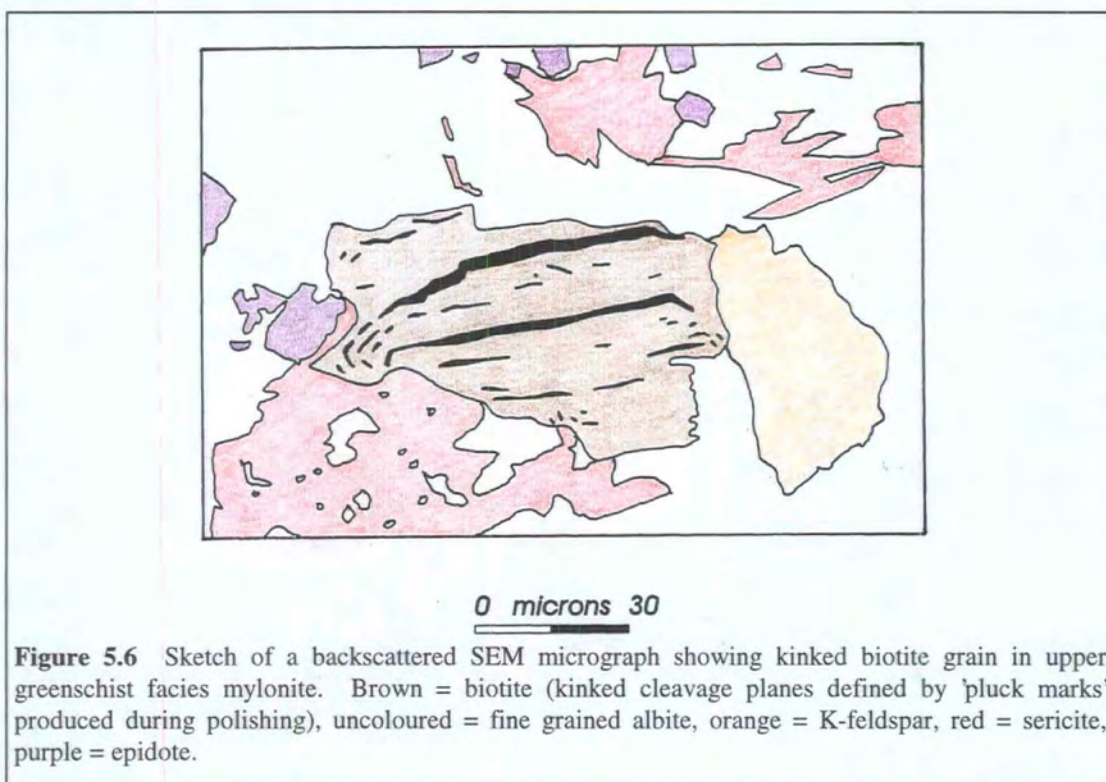 0 microns 30
Figure 5.6 Sketch of a backscattered SEM micrograph showing kinked biotite grain in upper
greenschist facies mylonite. Brown = biotite (kinked cleavage planes defined by 'pluck marks'
produced during polishing), uncoloured = fine grained albite, orange = K-feldspar, red = sericite,
purple = epidote.